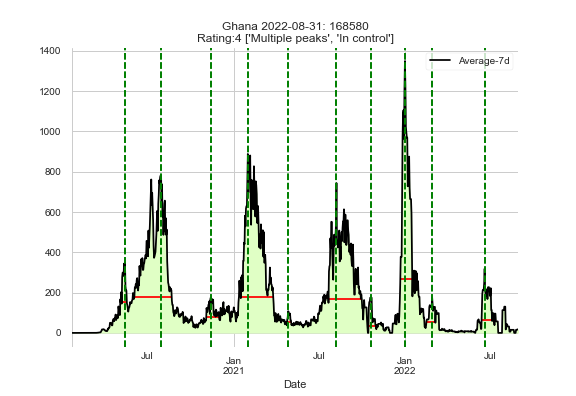 Ghana 2022-08-31: 168580
Rating:4 ['Multiple peaks', 'In control']
1400
1200
1000
800
600
400
200
0
Average-7d
Jul
Jan
2021
Jul
Jan
2022
Jul
Date